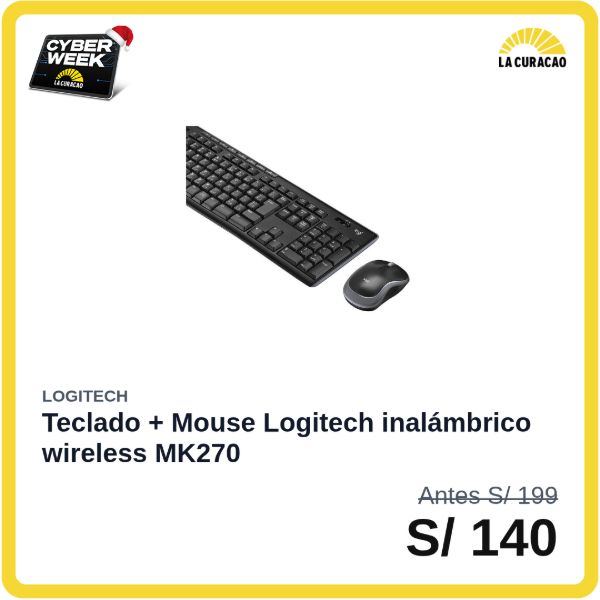 CYBER
WEEK
LA CURACAO
LA CURACAO
LOGITECH
Teclado + Mouse Logitech inalámbrico
wireless MK270
Antes S/ 199
S/ 140